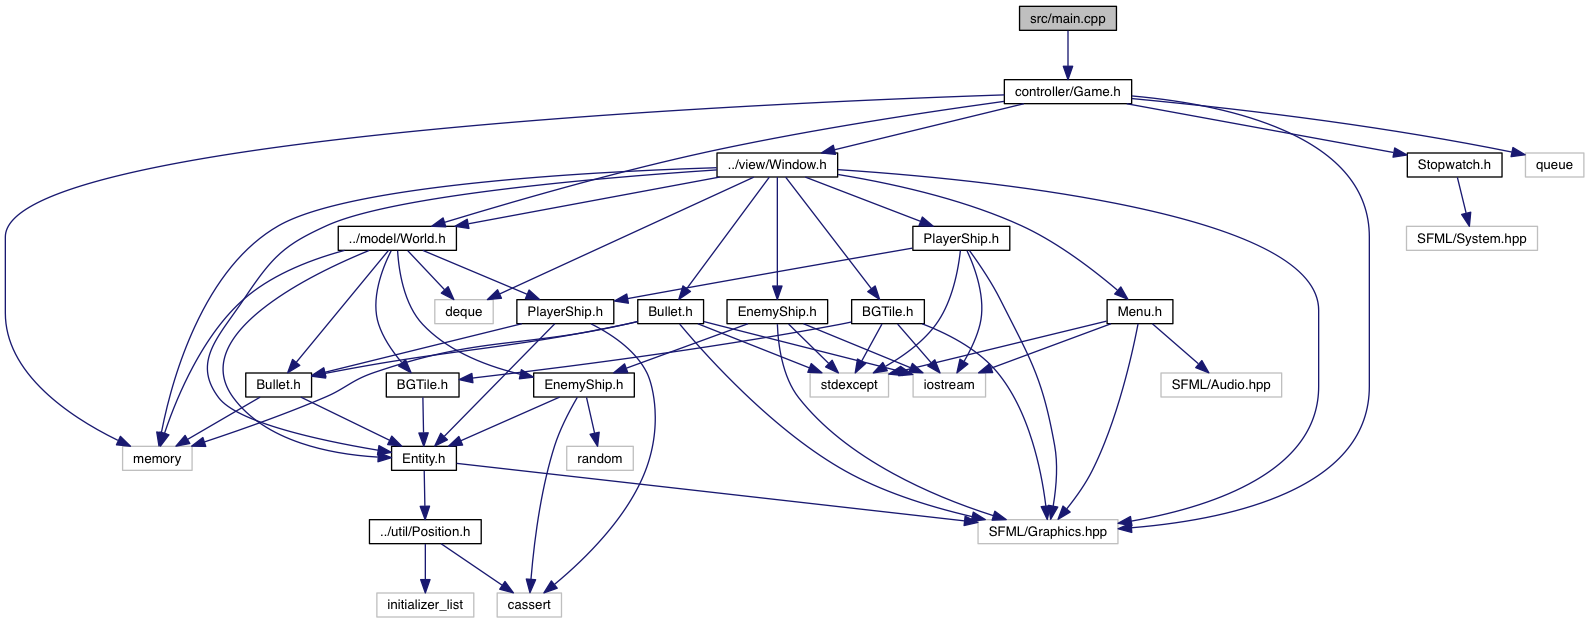 src/main.cpp
controller/Game.h
../view/Window.h
Stopwatch.h
queue
../model/World.h
PlayerShip.h
SFML/System.hpp
deque
PlayerShip.h
Bullet.h
EnemyShip.h
BGTile.h
Menu.h
Bullet.h
BGTile.h
EnemyShip.h
stdexcept
iostream
SFML/Audio.hpp
memory
Entity.h
random
../util/Position.h
SFML/Graphics.hpp
initializer_list
cassert